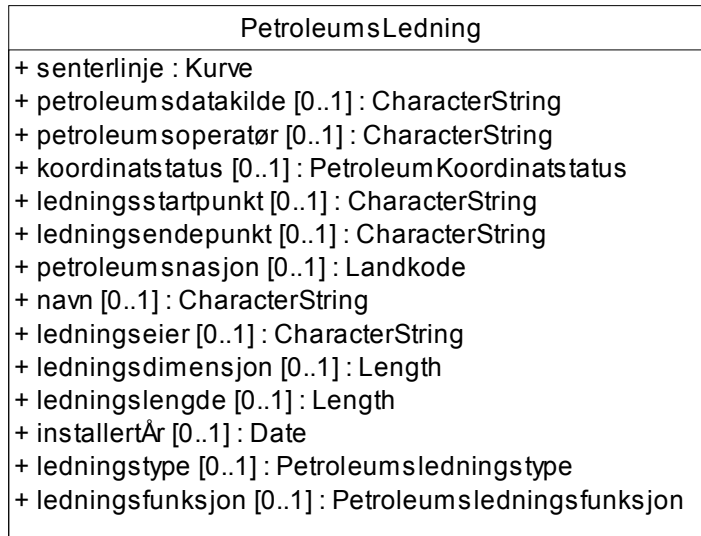 PetroleumsLedning
+ senterlinje : Kurve
+ petroleumsdatakilde [0..1] : CharacterString
+ petroleumsoperatør [0..1] : CharacterString
+ koordinatstatus [0..1] : PetroleumKoordinatstatus
+ ledningsstartpunkt [0..1] : CharacterString
+ ledningsendepunkt [0..1] : CharacterString
+ petroleumsnasjon [0..1] : Landkode
+ navn [0..1] : CharacterString
+ ledningseier [0..1] : CharacterString
+ ledningsdimensjon [0..1] : Length
+ ledningslengde [0..1] : Length
+ installertÅr [0..1] : Date
+ ledningstype [0..1] : Petroleumsledningstype
+ ledningsfunksjon [0..1] : Petroleumsledningsfunksjon